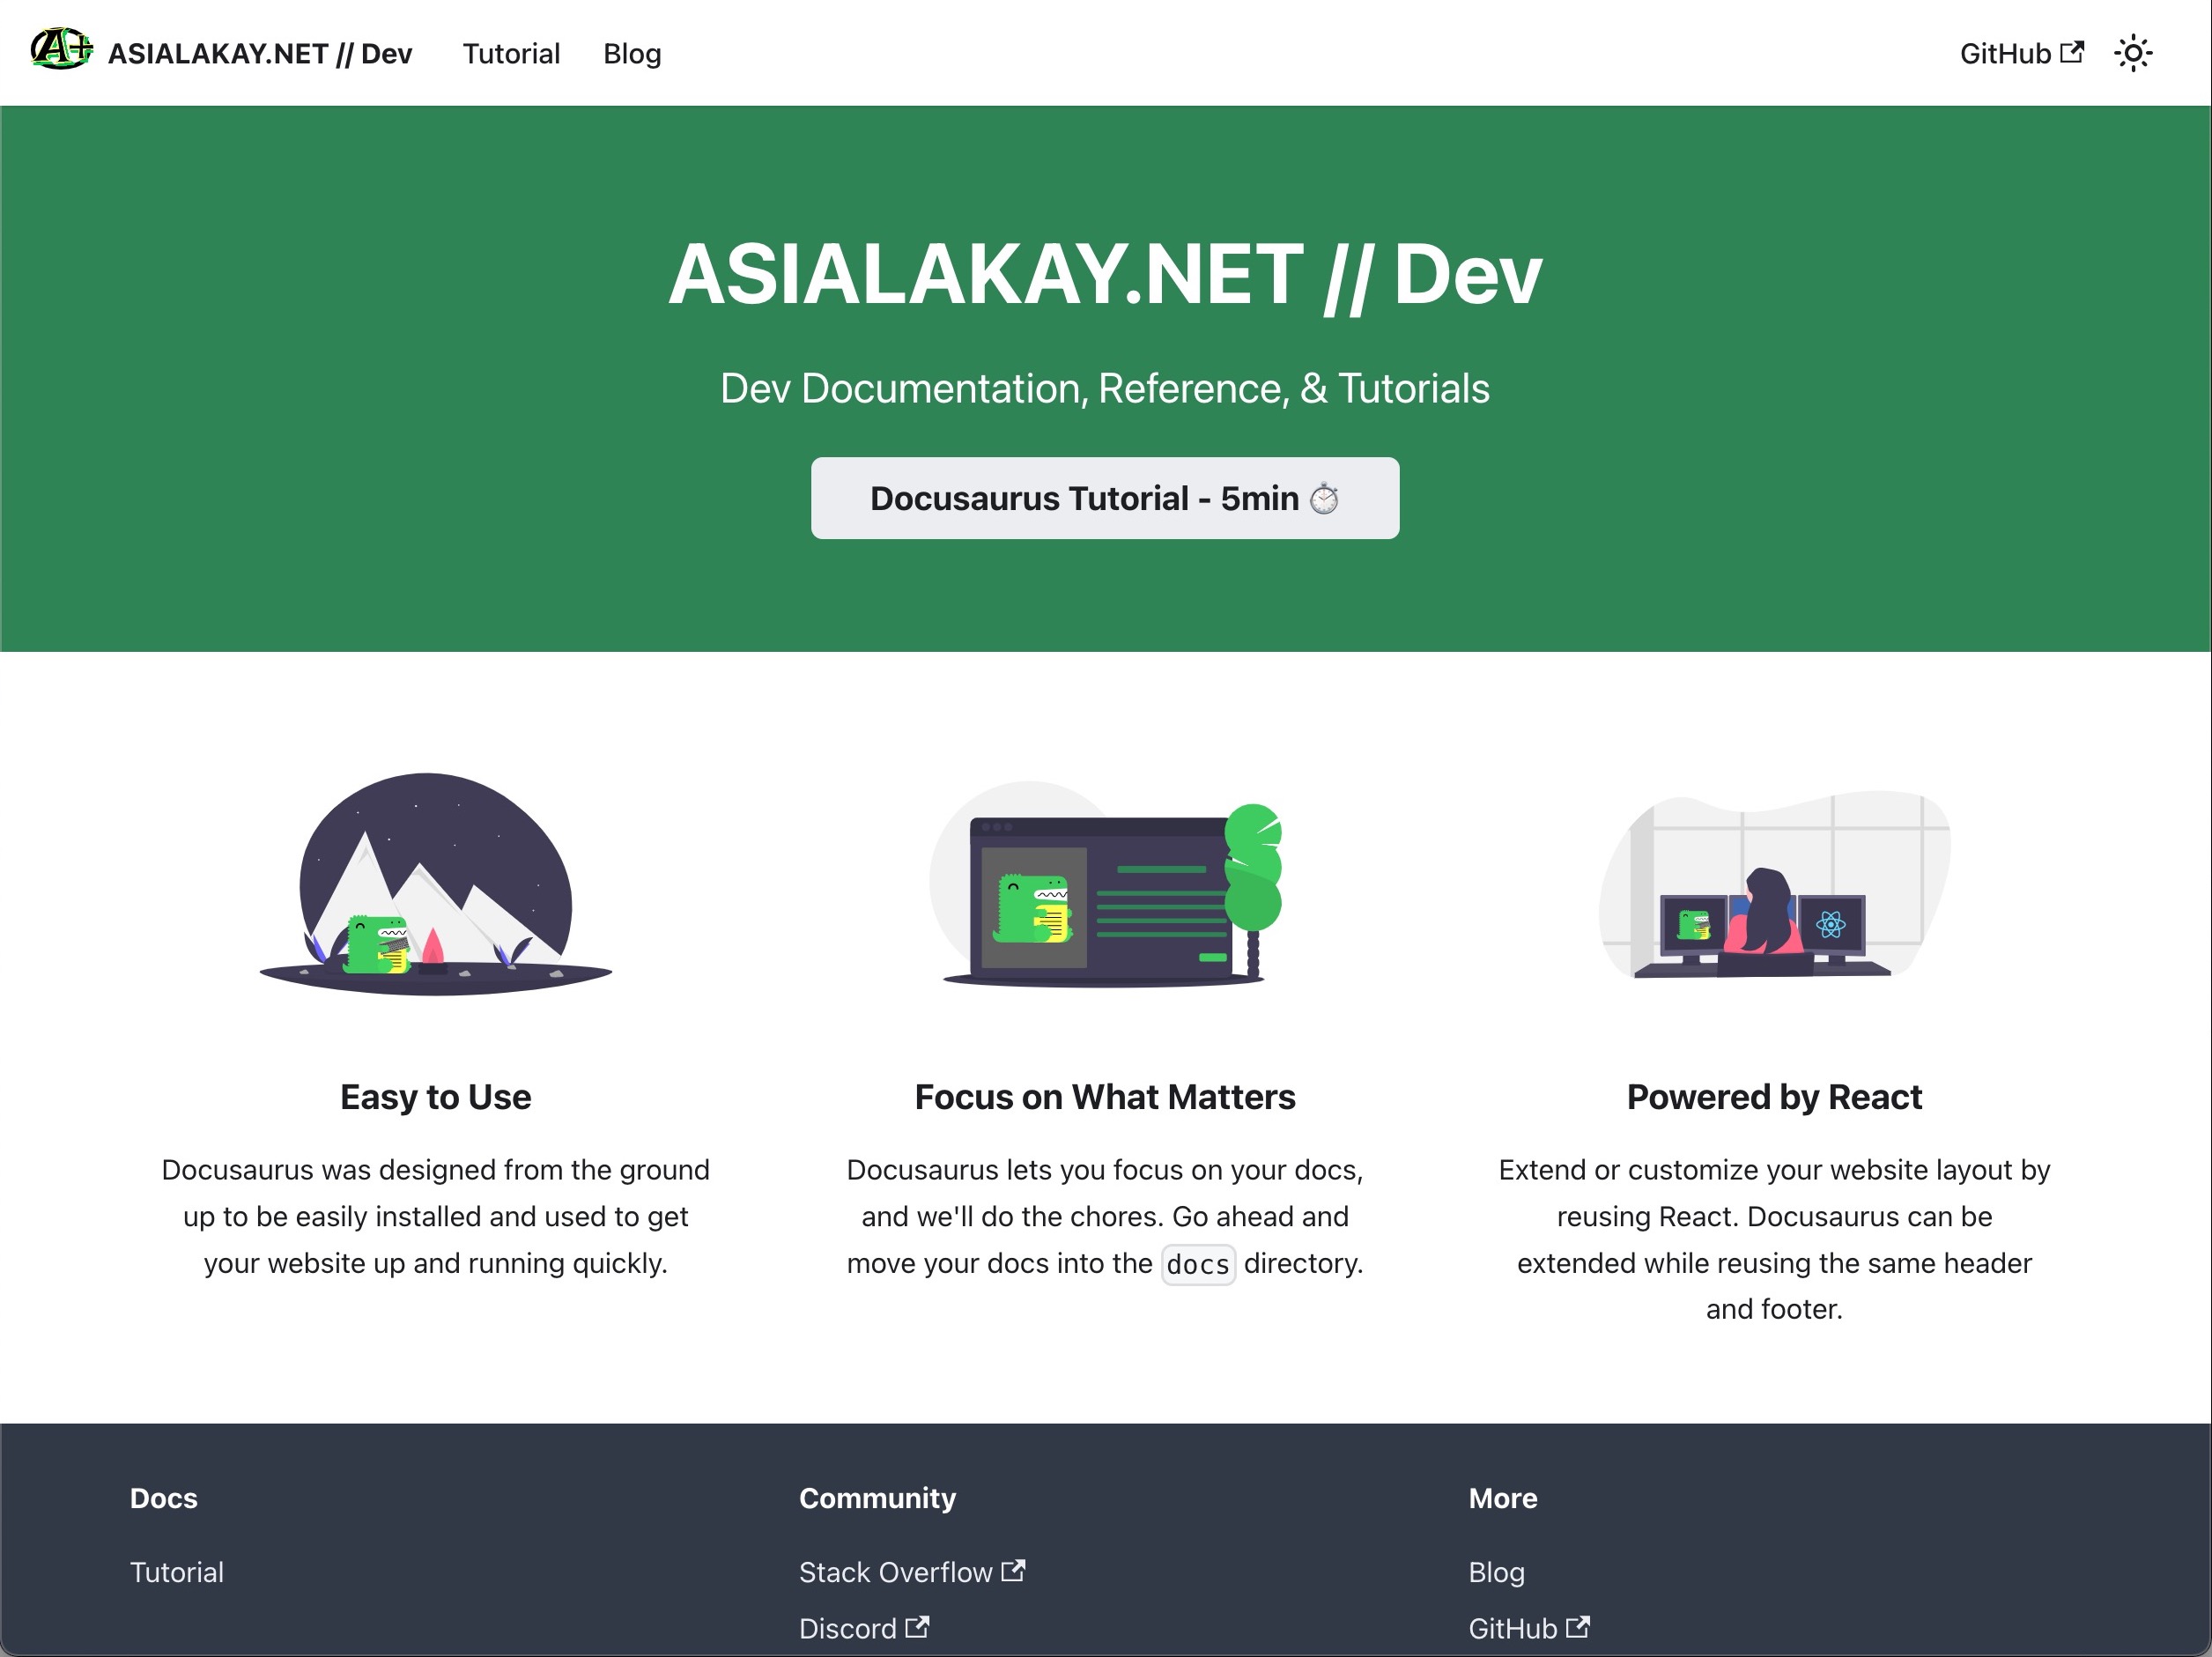 A+ ASIALAKAY.NET // Dev Tutorial Blog GitHub
ASIALAKAY.NET // Dev
Dev Documentation, Reference, & Tutorials
Docusaurus Tutorial - 5min ⏱️
Easy to Use
Docusaurus was designed from the ground
up to be easily installed and used to get
your website up and running quickly.
Focus on What Matters
Docusaurus lets you focus on your docs,
and we'll do the chores. Go ahead and
move your docs into the docs directory.
Powered by React
Extend or customize your website layout by
reusing React. Docusaurus can be
extended while reusing the same header
and footer.
Docs
Tutorial
Community
Stack Overflow
Discord
More
Blog
GitHub